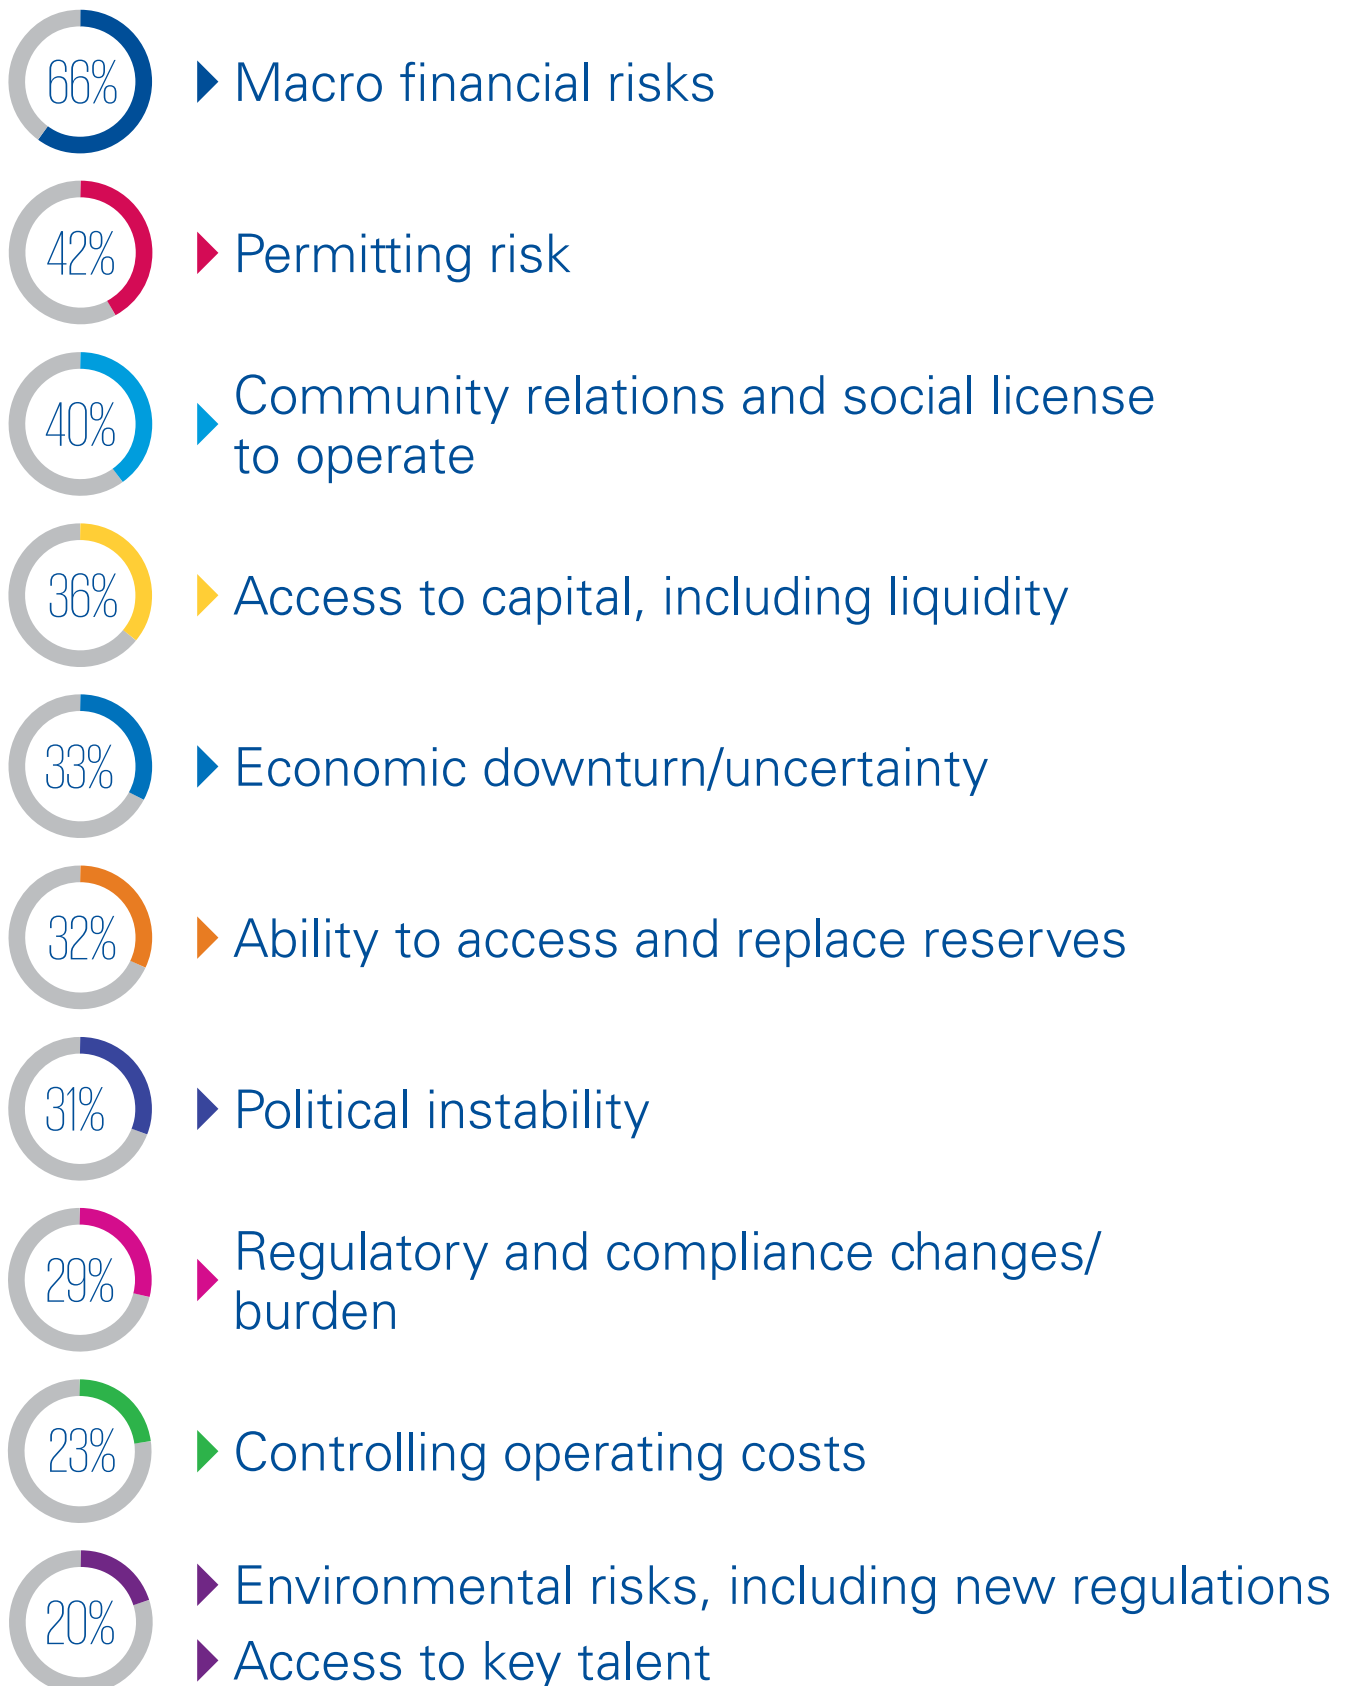 66%
Macro financial risks
42%
Permitting risk
40%
Community relations and social license
to operate
36%
Access to capital, including liquidity
33%
Economic downturn/uncertainty
32%
Ability to access and replace reserves
31%
Political instability
29%
Regulatory and compliance changes/
burden
23%
Controlling operating costs
20%
Environmental risks, including new regulations
Access to key talent